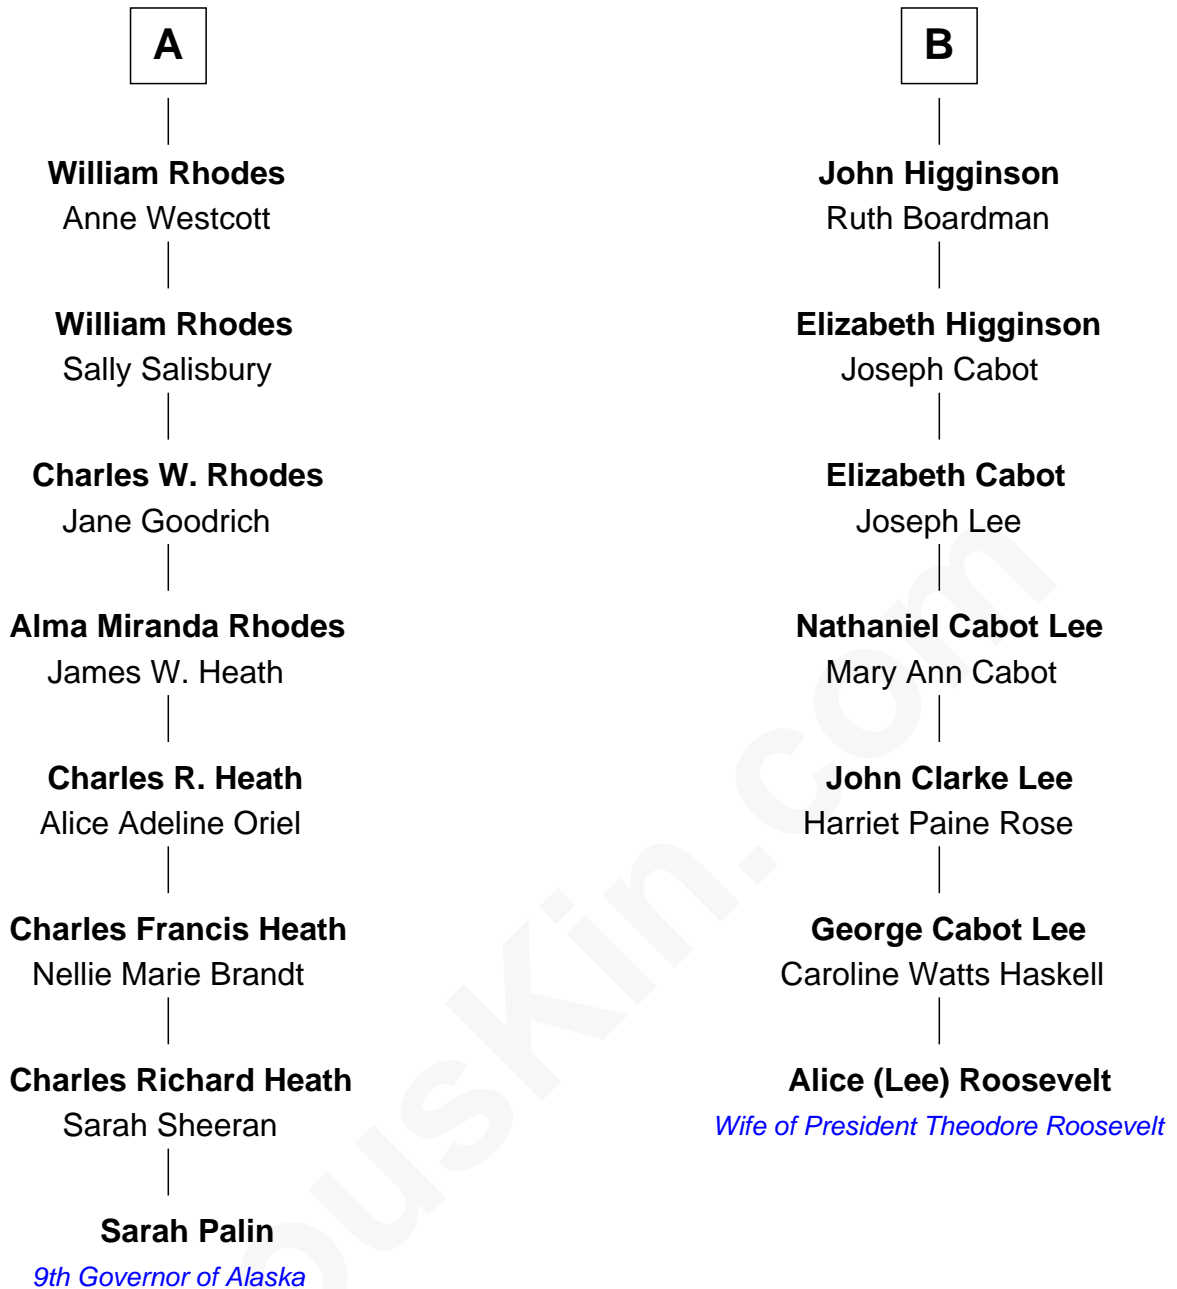 A
William Rhodes
Anne Westcott
William Rhodes
Sally Salisbury
Charles W. Rhodes
Jane Goodrich
Alma Miranda Rhodes
James W. Heath
Charles R. Heath
Alice Adeline Oriel
Charles Francis Heath
Nellie Marie Brandt
Charles Richard Heath
Sarah Sheeran
Sarah Palin
9th Governor of Alaska
B
John Higginson
Ruth Boardman
Elizabeth Higginson
Joseph Cabot
Elizabeth Cabot
Joseph Lee
Nathaniel Cabot Lee
Mary Ann Cabot
John Clarke Lee
Harriet Paine Rose
George Cabot Lee
Caroline Watts Haskell
Alice (Lee) Roosevelt
Wife of President Theodore Roosevelt
ousKin.com